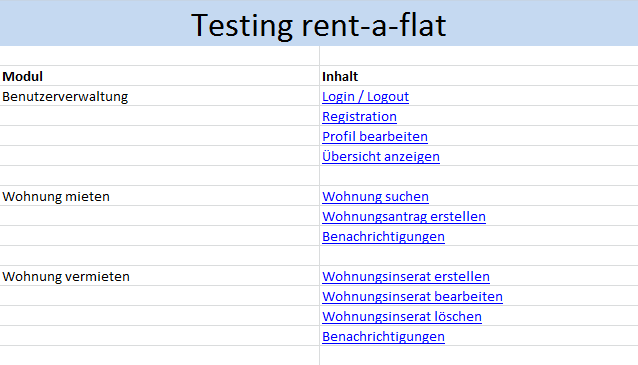 Testing rent-a-flat
Modul Inhalt
Benutzerverwaltung Login / Logout
Registration
Profil bearbeiten
Übersicht anzeigen
Wohnung mieten Wohnung suchen
Wohnungsantrag erstellen
Benachrichtigungen
Wohnung vermieten Wohnungsinserat erstellen
Wohnungsinserat bearbeiten
Wohnungsinserat löschen
Benachrichtigungen